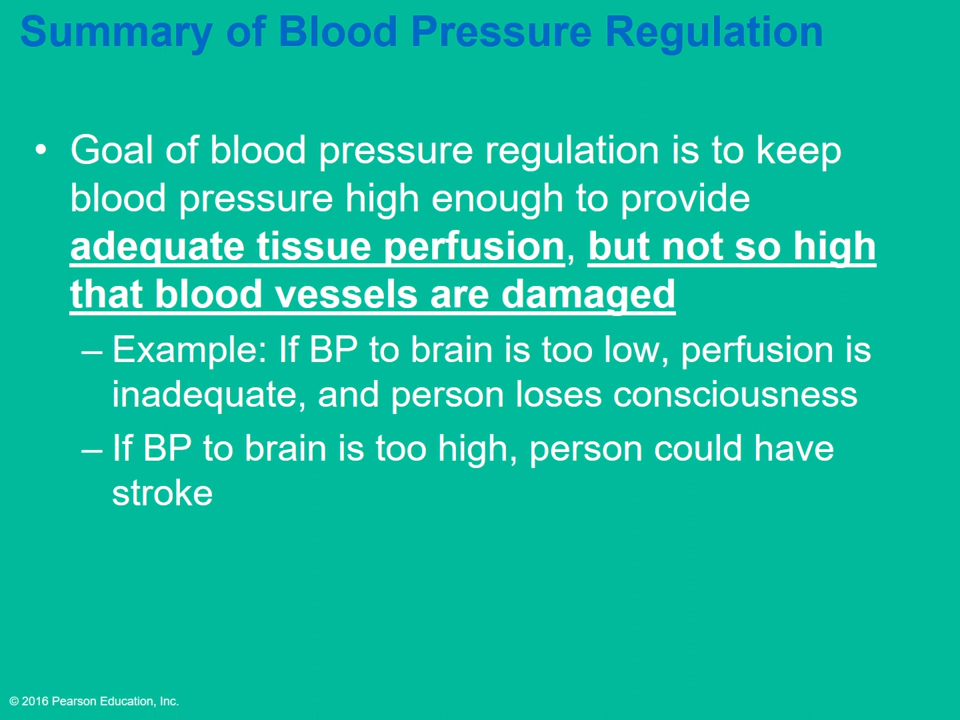 Summary of Blood Pressure Regulation
• Goal of blood pressure regulation is to keep
blood pressure high enough to provide
adequate tissue perfusion, but not so high
that blood vessels are damaged
– Example: If BP to brain is too low, perfusion is
inadequate, and person loses consciousness
– If BP to brain is too high, person could have
stroke
© 2016 Pearson Education, Inc.